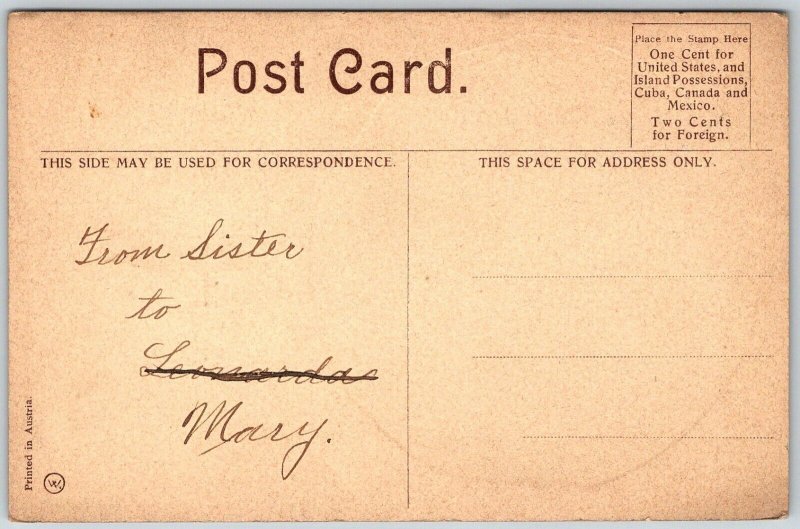 Post Card.
Place the Stamp Here
One Cent for
United States, and
Island Possessions,
Cuba, Canada and
Mexico.
Two Cents
for Foreign.
THIS SIDE MAY BE USED FOR CORRESPONDENCE.
THIS SPACE FOR ADDRESS ONLY.
From Sister
to
Leonarda
Mary.
Printed in Austria.
W.